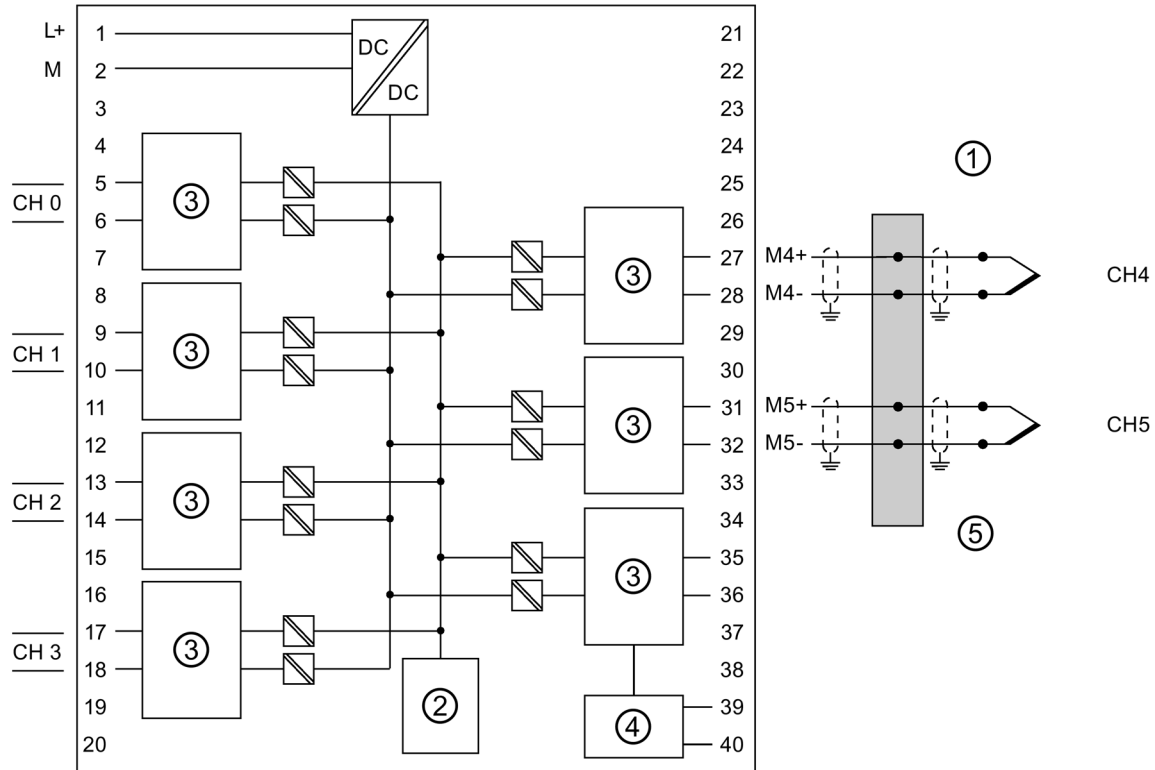 L+ 1 DC 21
M 2 DC 22
3 23
4 24 ①
5 25
CH 0 ③ 26
6 27 M4+
7 ③ CH4
8 28 M4-
9 29
CH 1 ③ 30
10 31 M5+
11 ③ CH5
12 32 M5-
13 33
CH 2 ③ 34 ⑤
14 35
15 ③
16 36
17 37
CH 3 ③ 38
18 39
19 ② ④
20 40